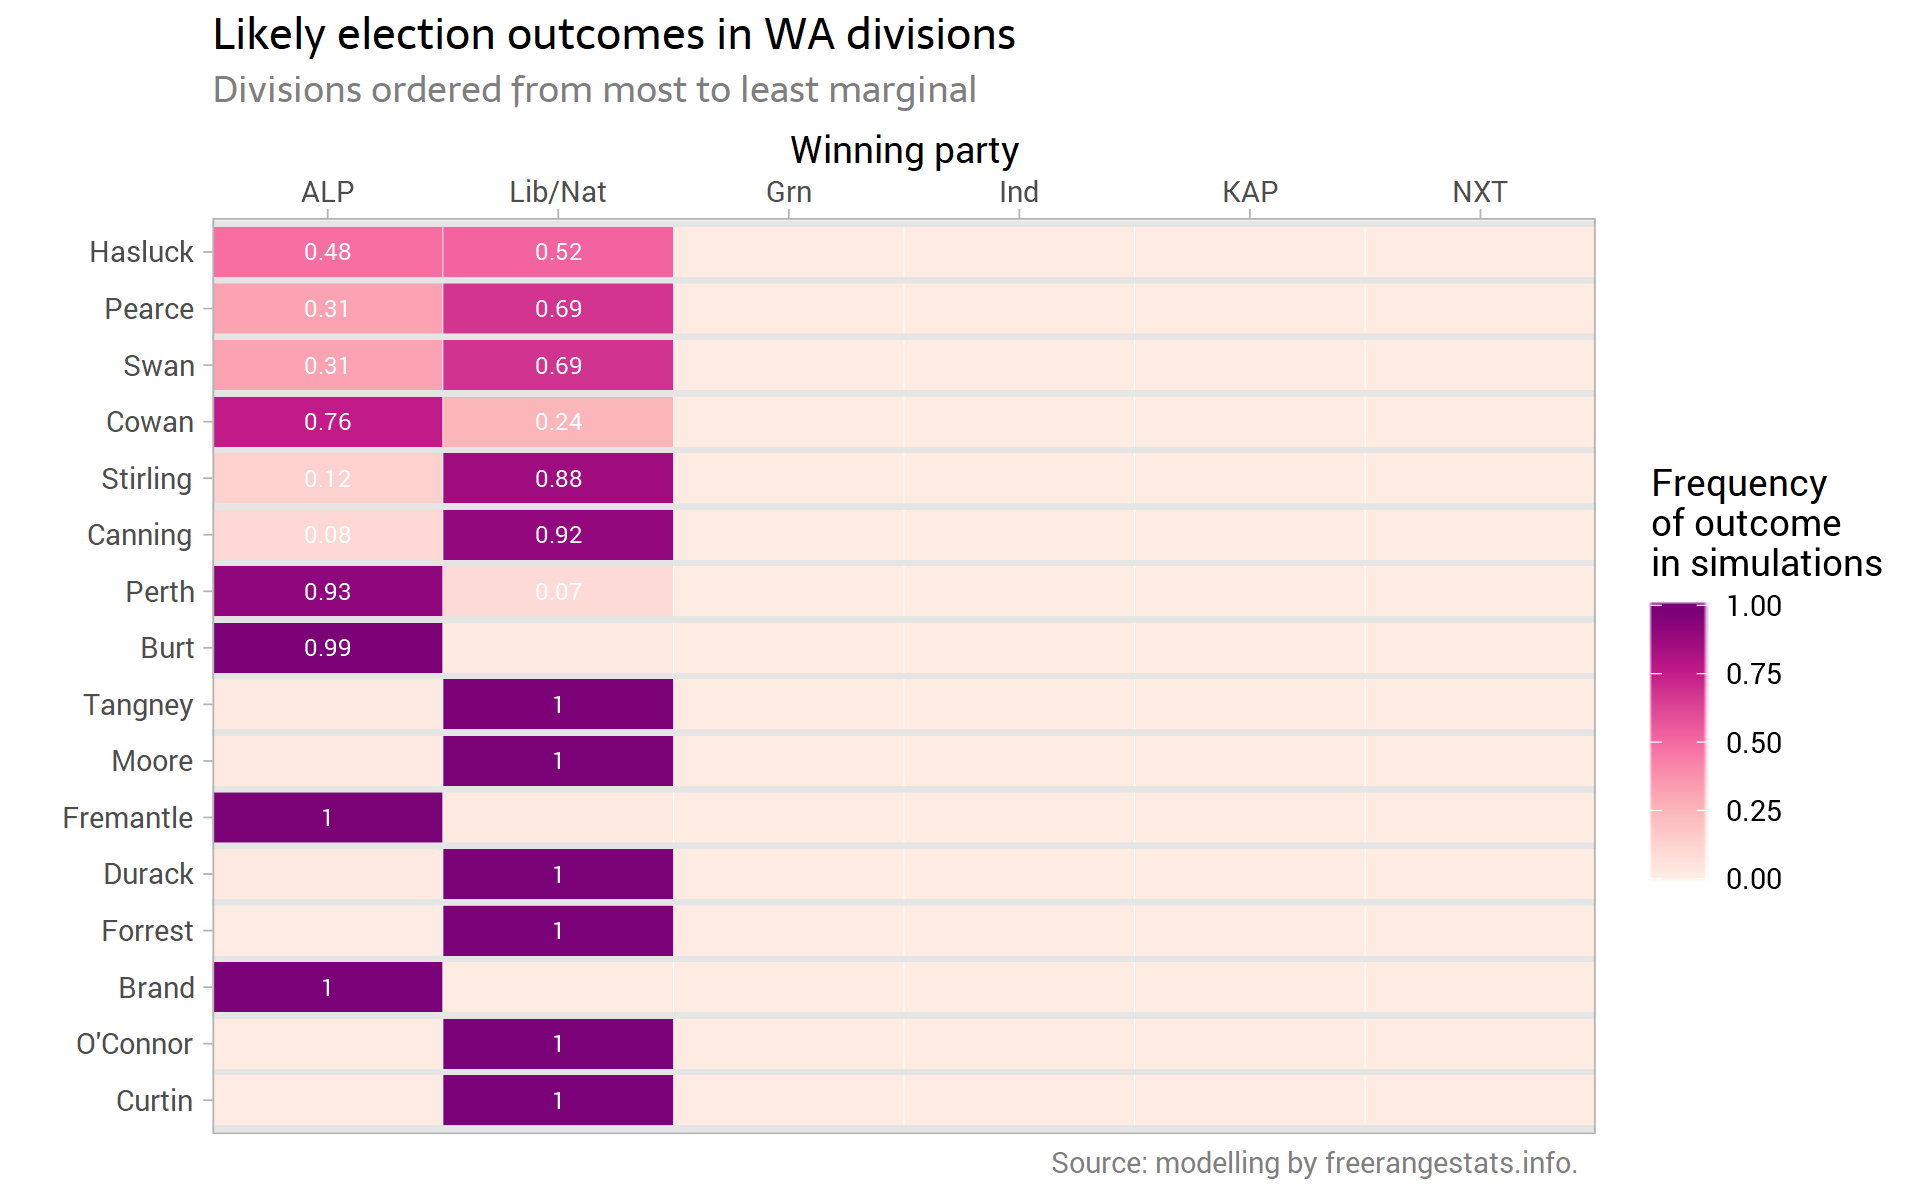 Likely election outcomes in WA divisions
Divisions ordered from most to least marginal
Winning party
ALP Lib/Nat Grn Ind KAP NXT
Hasluck 0.48 0.52
Pearce 0.31 0.69
Swan 0.31 0.69
Cowan 0.76 0.24
Stirling 0.12 0.88
Canning 0.08 0.92
Perth 0.93 0.07
Burt 0.99
Tangney 1
Moore 1
Fremantle 1
Durack 1
Forrest 1
Brand 1
O'Connor 1
Curtin 1
Frequency
of outcome
in simulations
1.00
0.75
0.50
0.25
0.00
Source: modelling by freerangestats.info.